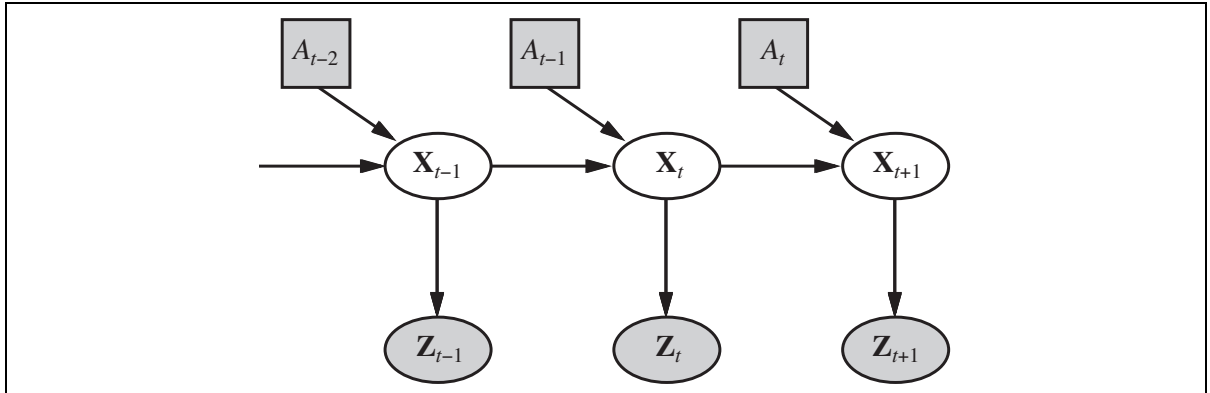 A_{t−2} A_{t−1} A_t
X_{t−1} X_t X_{t+1}
Z_{t−1} Z_t Z_{t+1}